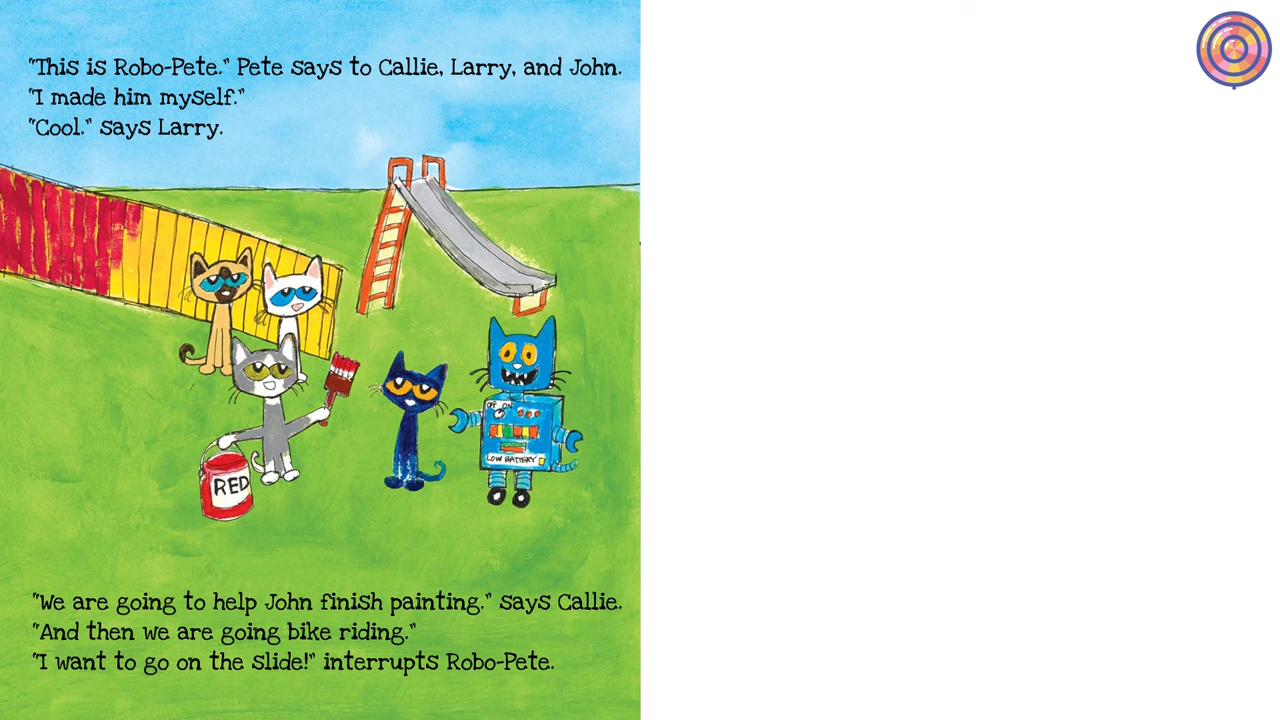 "This is Robo-Pete." Pete says to Callie, Larry, and John.
"I made him myself."
"Cool." says Larry.
OFF ON
LOW BATTERY
RED
"We are going to help John finish painting." says Callie.
"And then we are going bike riding."
"I want to go on the slide!" interrupts Robo-Pete.